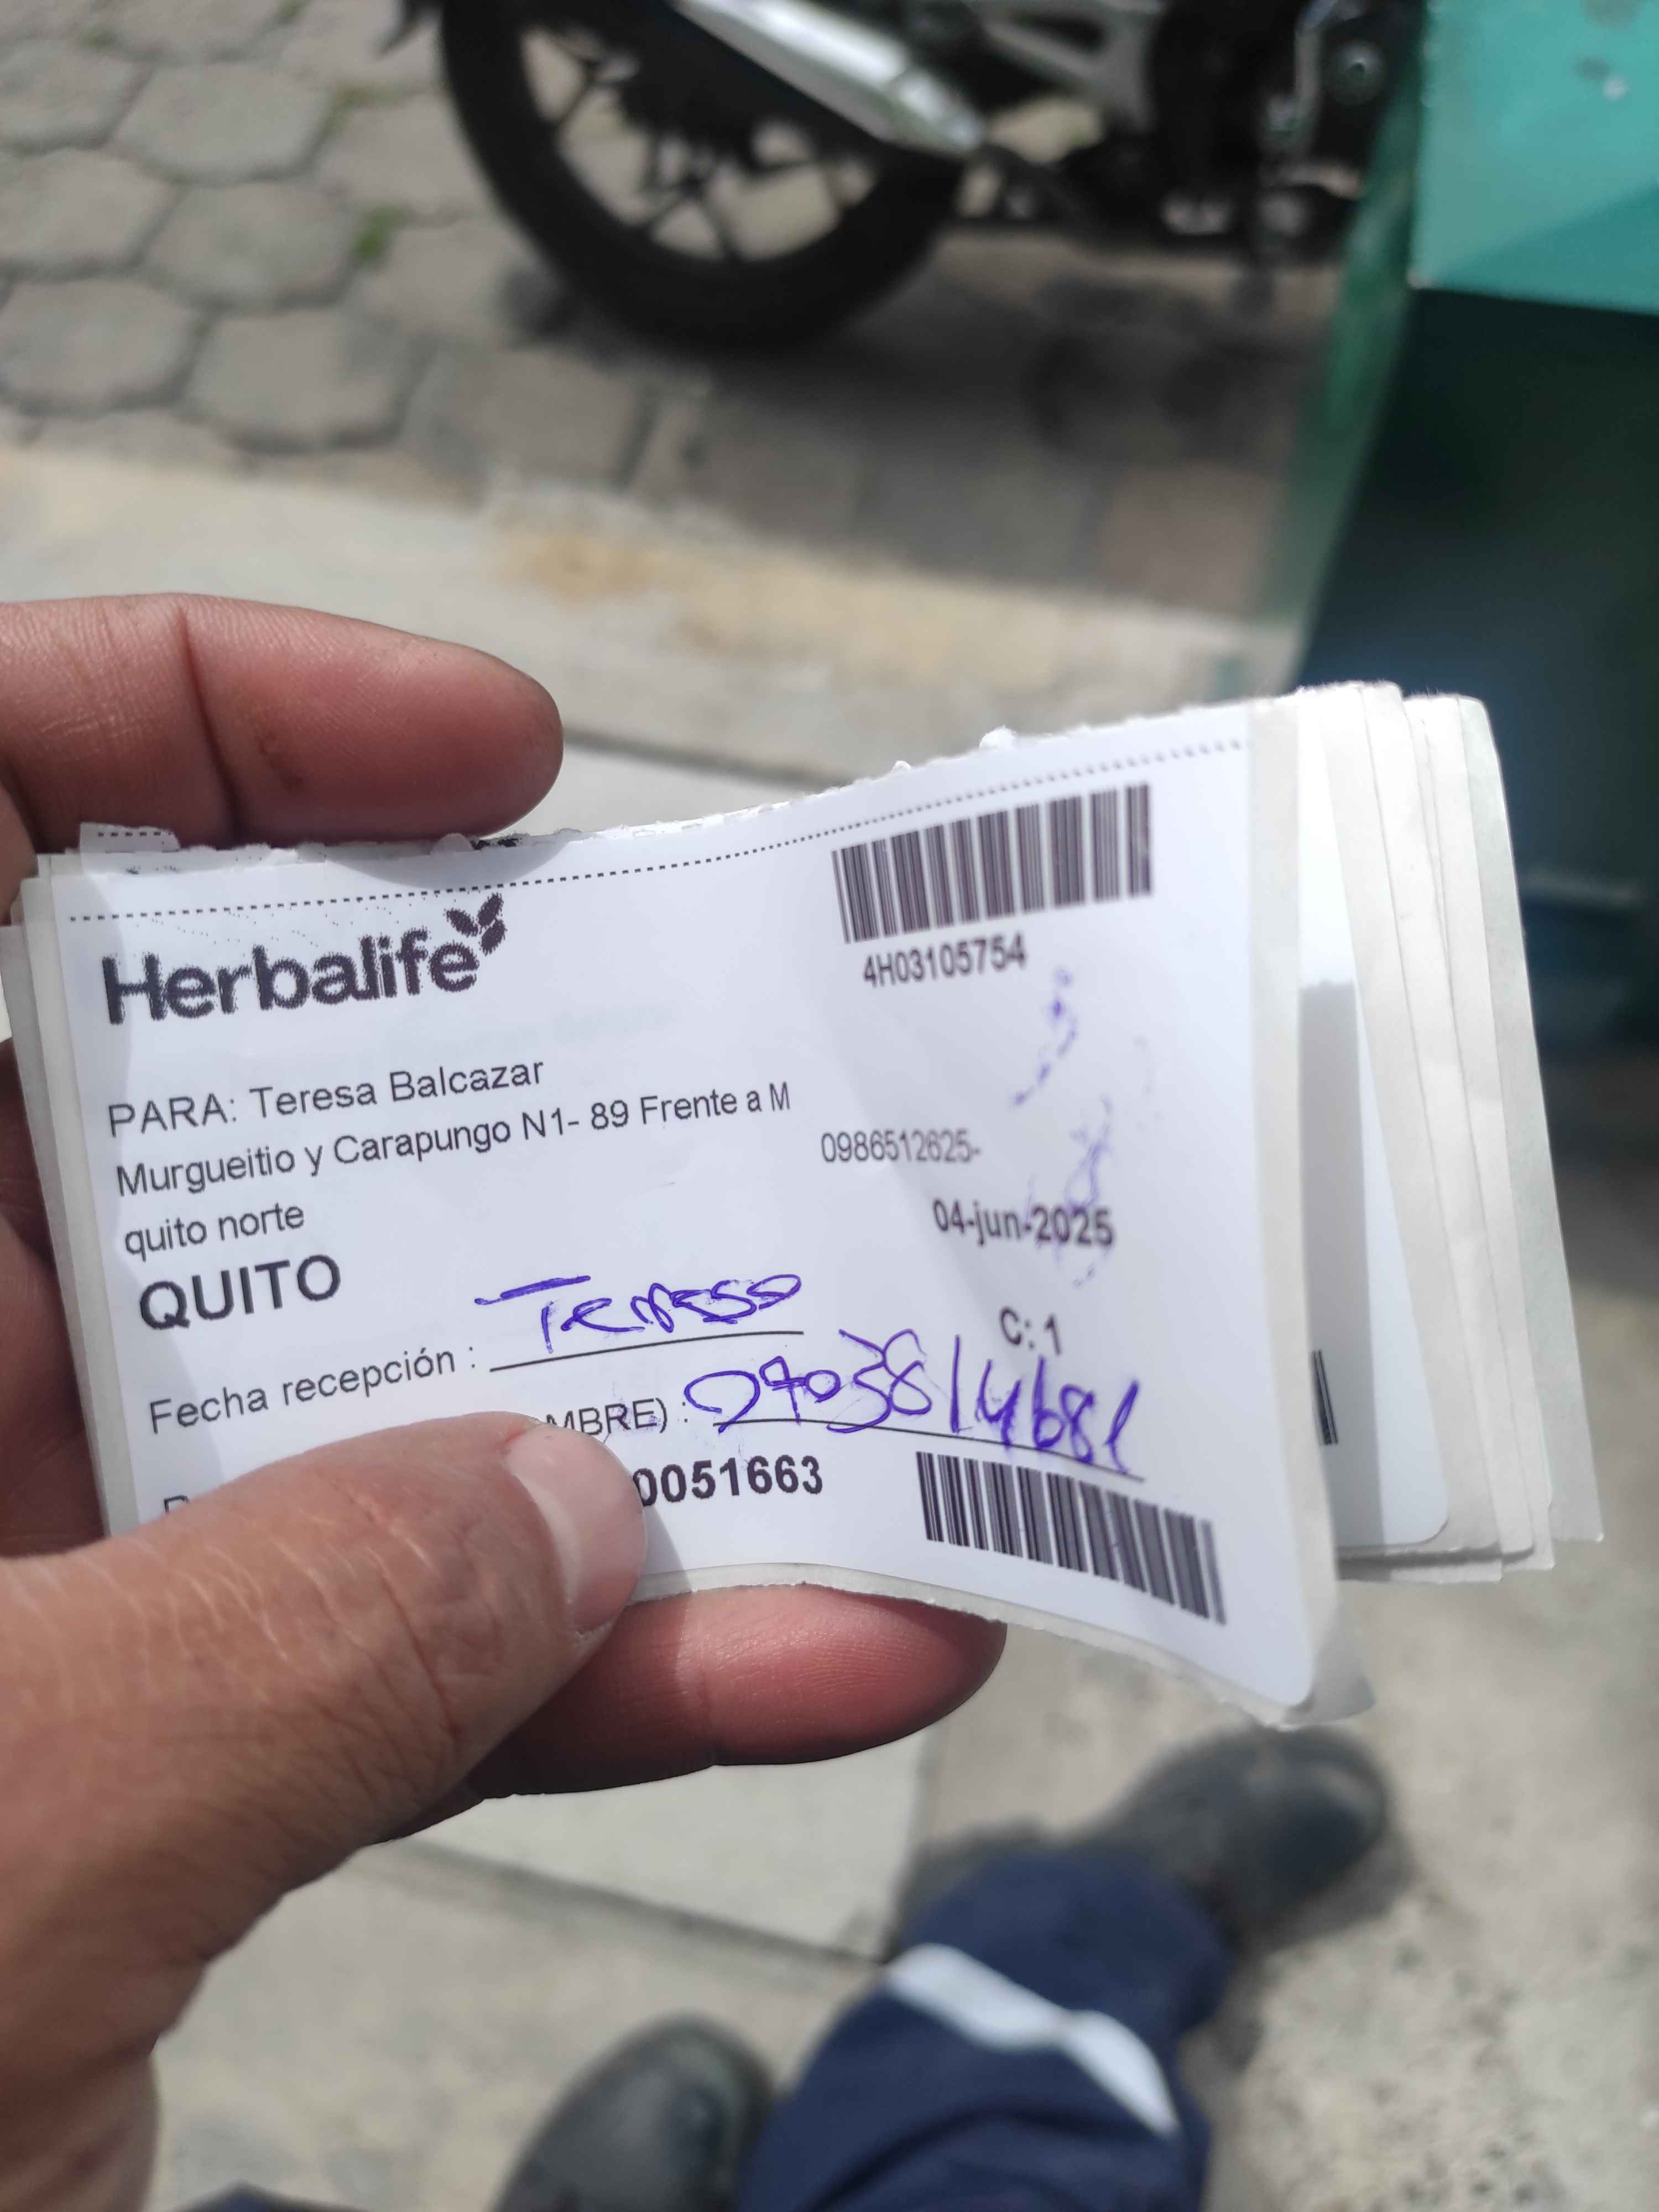 Herbalife
4H03105754
PARA: Teresa Balcazar
Murgueitio y Carapungo N1- 89 Frente a M
quito norte
0986512625-
04-jun-2025
QUITO
C: 1
Fecha recepción : Teresa
MBRE) :
0051663